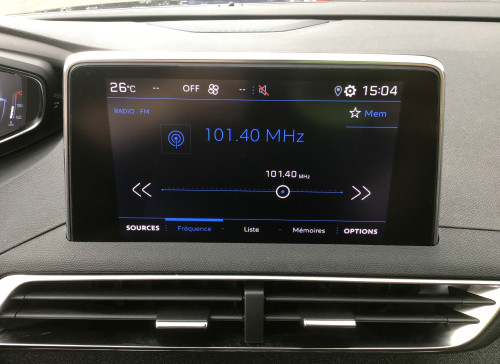 26°C -- OFF -- 15:04
RADIO : FM
Mem
101.40 MHz
101.40 MHz
SOURCES Fréquence Liste Mémoires OPTIONS